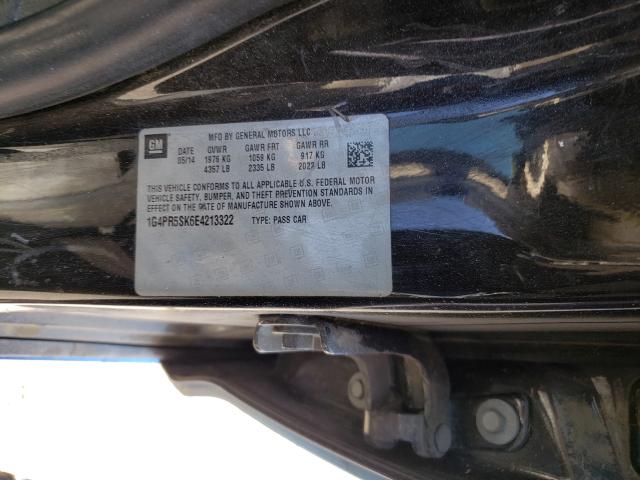 MFD BY GENERAL MOTORS LLC
GM
DATE GVWR GAWR FRT GAWR RR
05/14 1976 KG 1059 KG 917 KG
4357 LB 2335 LB 2022 LB
THIS VEHICLE CONFORMS TO ALL APPLICABLE U.S. FEDERAL MOTOR
VEHICLE SAFETY, BUMPER, AND THEFT PREVENTION STANDARDS IN
EFFECT ON THE DATE OF MANUFACTURE SHOWN ABOVE.
1G4PR5SK6E4213322 TYPE: PASS CAR